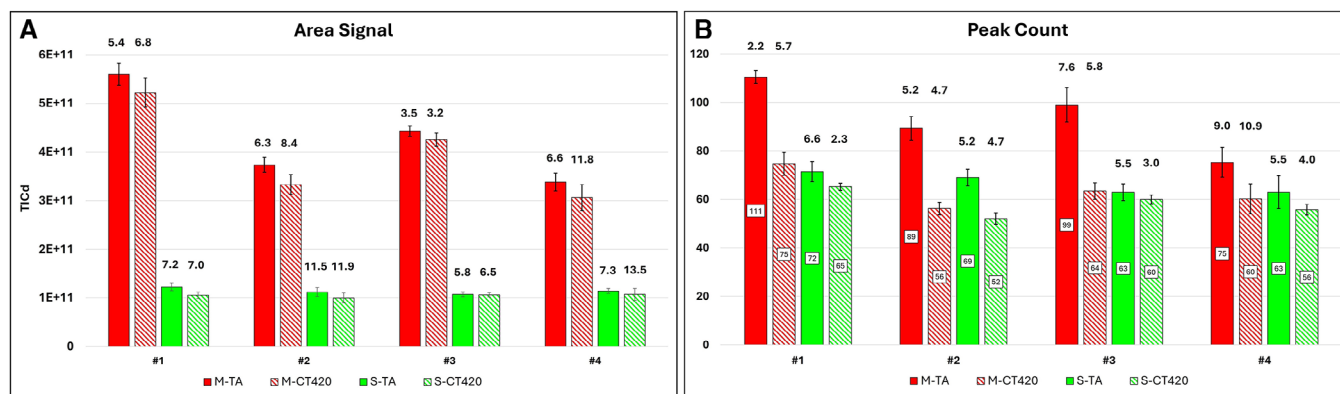 A
Area Signal
TICd
6E+11
5E+11
4E+11
3E+11
2E+11
1E+11
0
5.4 6.8
7.2 7.0
6.3 8.4
11.5 11.9
3.5 3.2
5.8 6.5
6.6 11.8
7.3 13.5
#1 #2 #3 #4
M-TA M-CT420 S-TA S-CT420
B
Peak Count
120
100
80
60
40
20
0
2.2 5.7
6.6 2.3
5.2 4.7
5.2 4.7
7.6 5.8
5.5 3.0
9.0 10.9
5.5 4.0
111 75 72 65
89 56 69 52
99 64 63 60
75 60 63 56
#1 #2 #3 #4
M-TA M-CT420 S-TA S-CT420